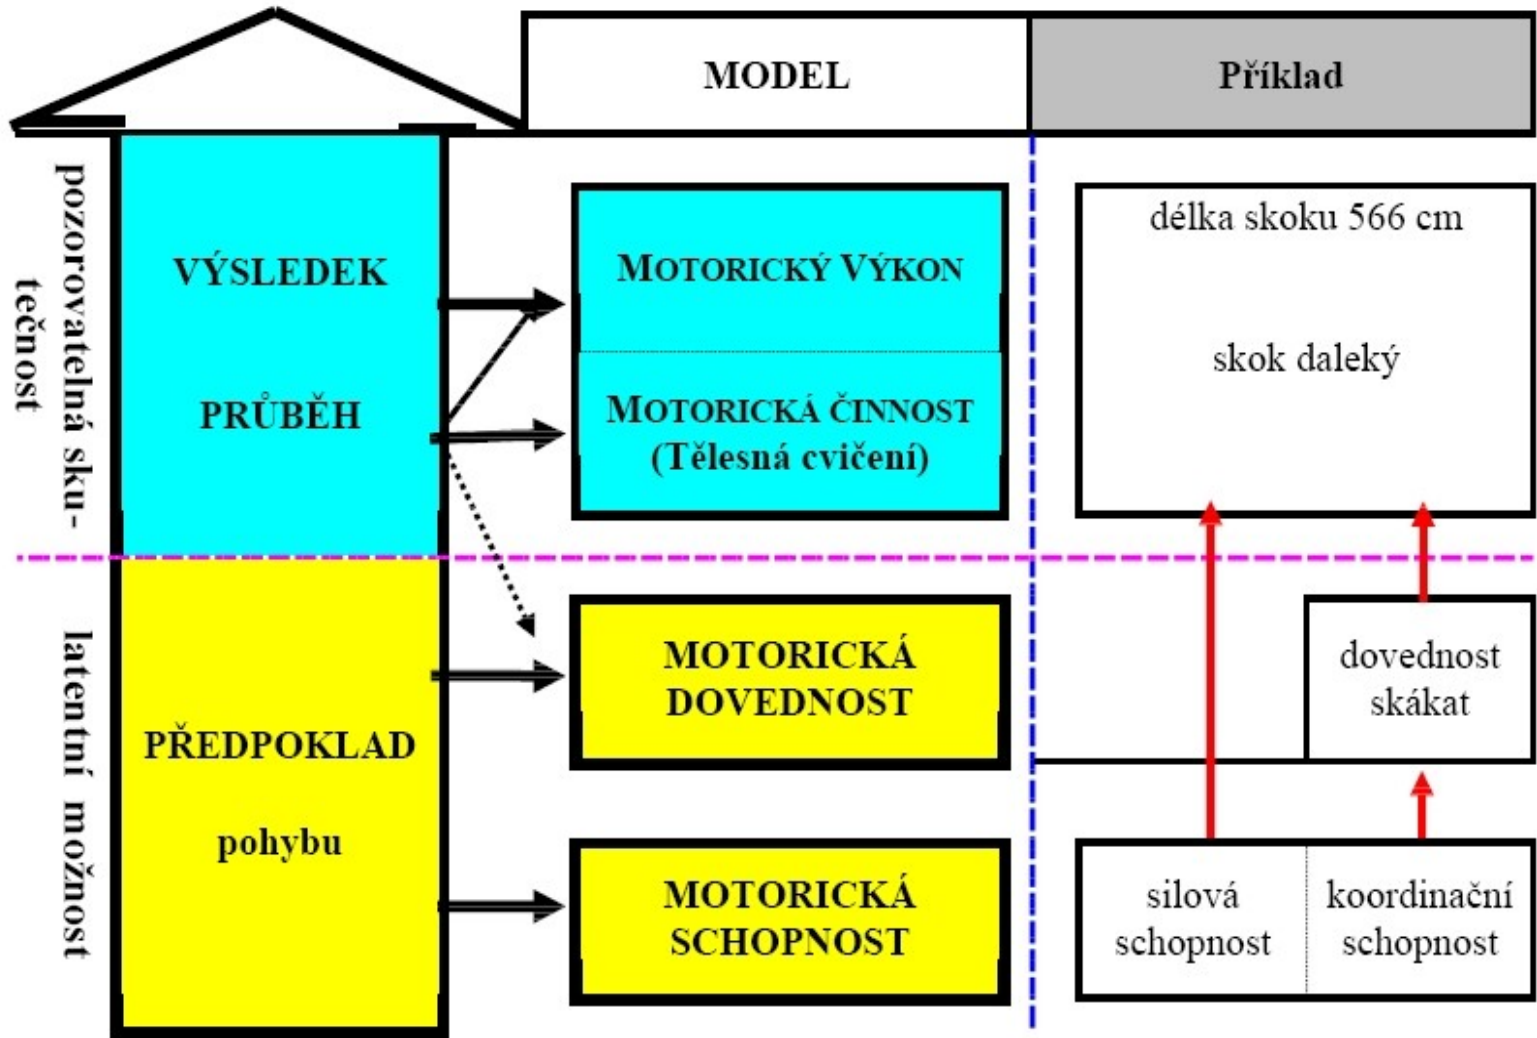 MODEL
Příklad
pozorovatelná sku-
tečnost
VÝSLEDEK
PRŮBĚH
MOTORICKÝ VÝKON
MOTORICKÁ ČINNOST
(Tělesná cvičení)
délka skoku 566 cm
skok daleký
latentní možnost
PŘEDPOKLAD
pohybu
MOTORICKÁ
DOVEDNOST
MOTORICKÁ
SCHOPNOST
dovednost
skákat
silová
schopnost
koordinační
schopnost